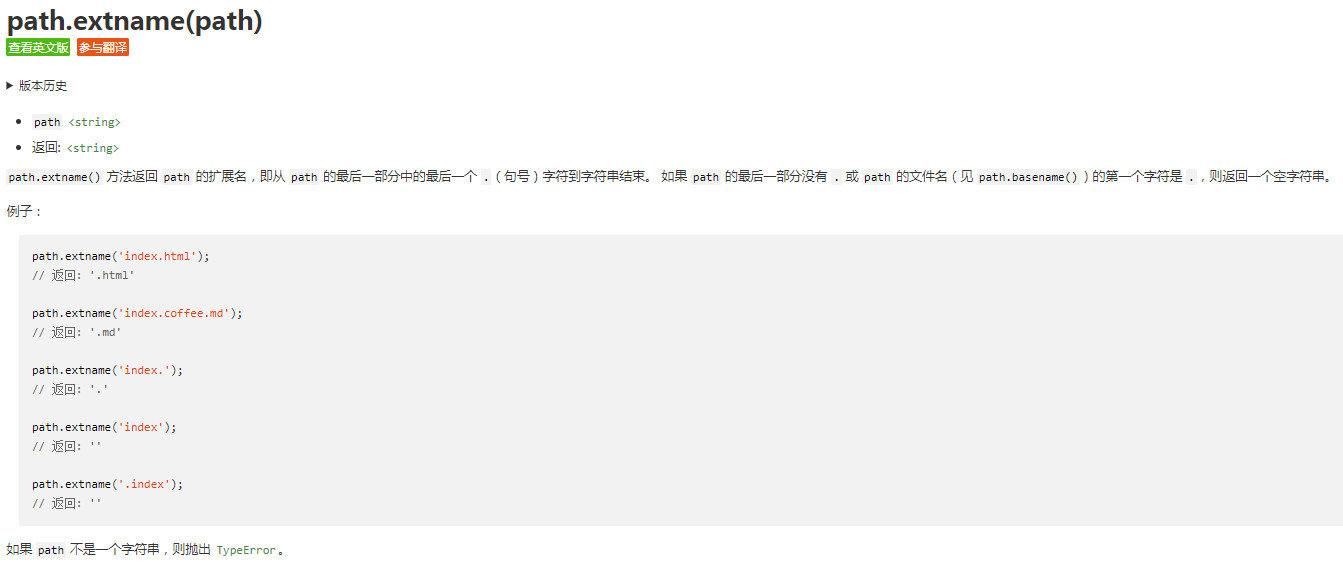 path.extname(path)
查看英文版 参与翻译
版本历史
path <string>
返回: <string>
path.extname() 方法返回 path 的扩展名，即从 path 的最后一部分中的最后一个 .（句号）字符到字符串结束。 如果 path 的最后一部分没有 . 或 path 的文件名（见 path.basename()）的第一个字符是 .，则返回一个空字符串。
例子：
path.extname('index.html');
// 返回: '.html'
path.extname('index.coffee.md');
// 返回: '.md'
path.extname('index.');
// 返回: '.'
path.extname('index');
// 返回: ''
path.extname('.index');
// 返回: ''
如果 path 不是一个字符串，则抛出 TypeError。